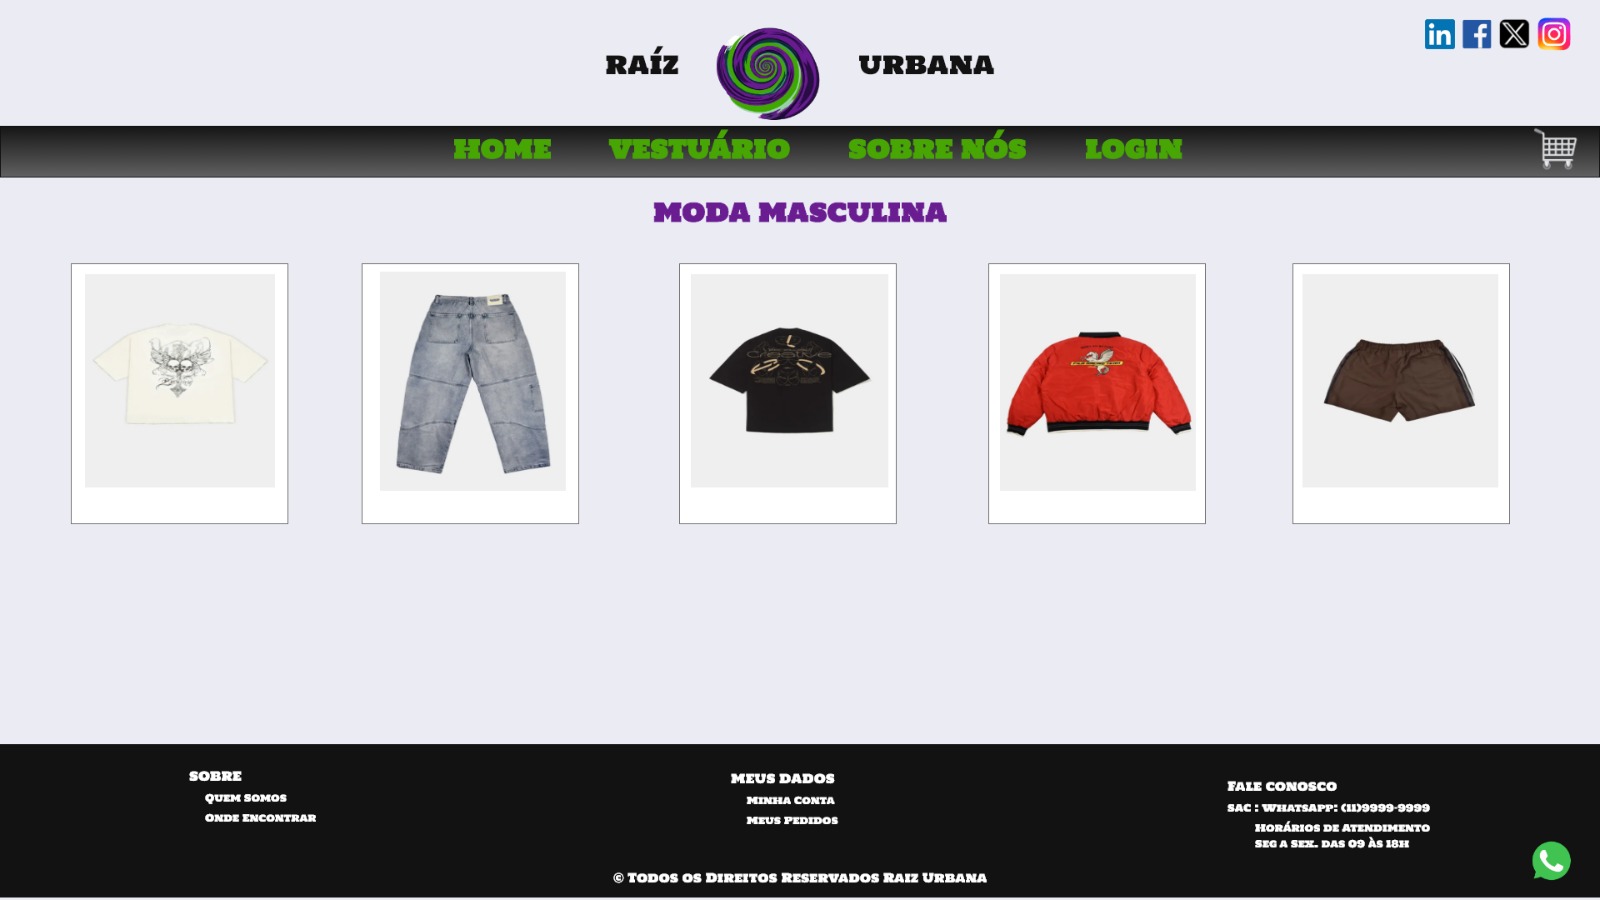 RAÍZ URBANA
HOME VESTUÁRIO SOBRE NÓS LOGIN
MODA MASCULINA
creative
SOBRE
QUEM SOMOS
ONDE ENCONTRAR
MEUS DADOS
MINHA CONTA
MEUS PEDIDOS
FALE CONOSCO
SAC : WHATSAPP: (11)9999-9999
HORÁRIOS DE ATENDIMENTO
SEG A SEX. DAS 09 ÀS 18H
© TODOS OS DIREITOS RESERVADOS RAIZ URBANA